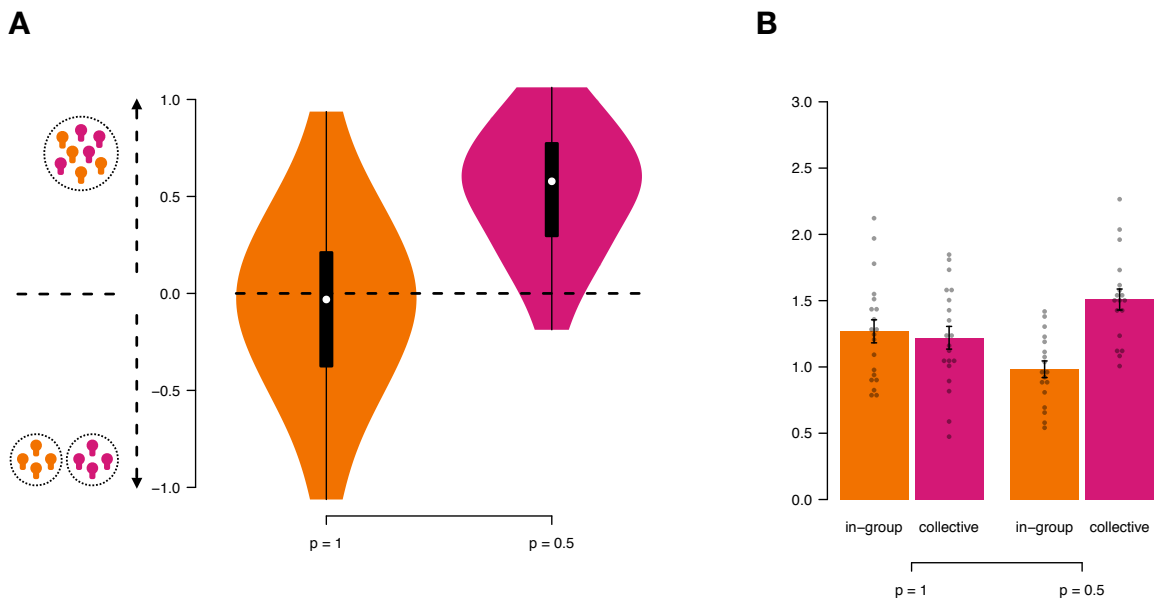 A
1.0
0.5
0.0
−0.5
−1.0
p = 1
p = 0.5
B
3.0
2.5
2.0
1.5
1.0
0.5
0.0
in−group
collective
in−group
collective
p = 1
p = 0.5